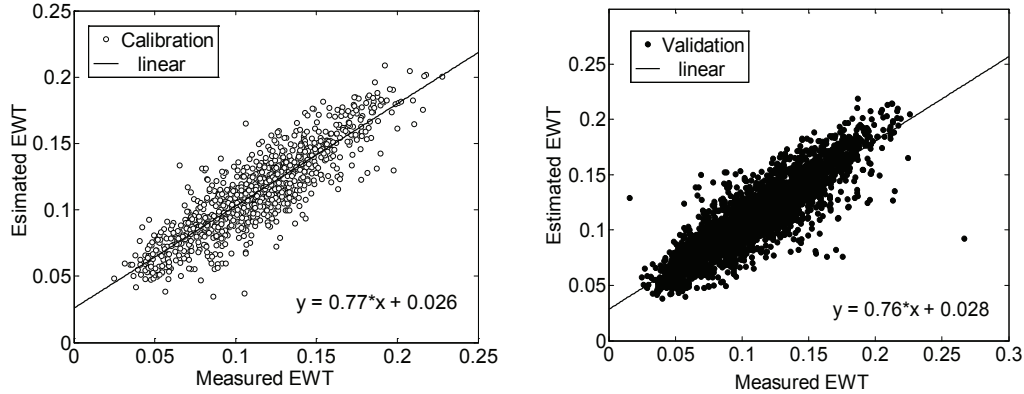 0.25
0.2
0.15
0.1
0.05
0
Esimated EWT
Calibration
linear
y = 0.77*x + 0.026
0
0.05
0.1
0.15
0.2
0.25
Measured EWT
0.25
0.2
0.15
0.1
0.05
0
Estimated EWT
Validation
linear
y = 0.76*x + 0.028
0.05
0.1
0.15
0.2
0.25
0.3
Measured EWT